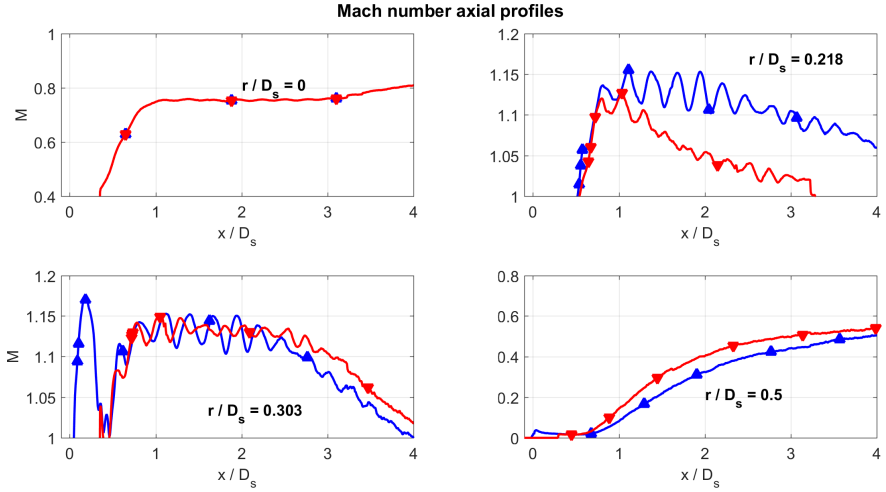 Mach number axial profiles
1
0.8
0.6
0.4
M
r / Ds = 0
0 1 2 3 4
x / Ds
1.2
1.15
1.1
1.05
1
r / Ds = 0.218
0 1 2 3 4
x / Ds
1.2
1.15
1.1
1.05
1
M
r / Ds = 0.303
0 1 2 3 4
x / Ds
0.8
0.6
0.4
0.2
0
r / Ds = 0.5
0 1 2 3 4
x / Ds